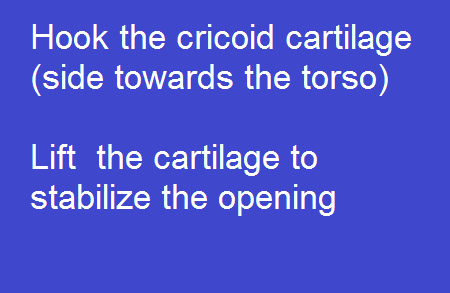 Hook the cricoid cartilage
(side towards the torso)
Lift  the cartilage to
stabilize the opening